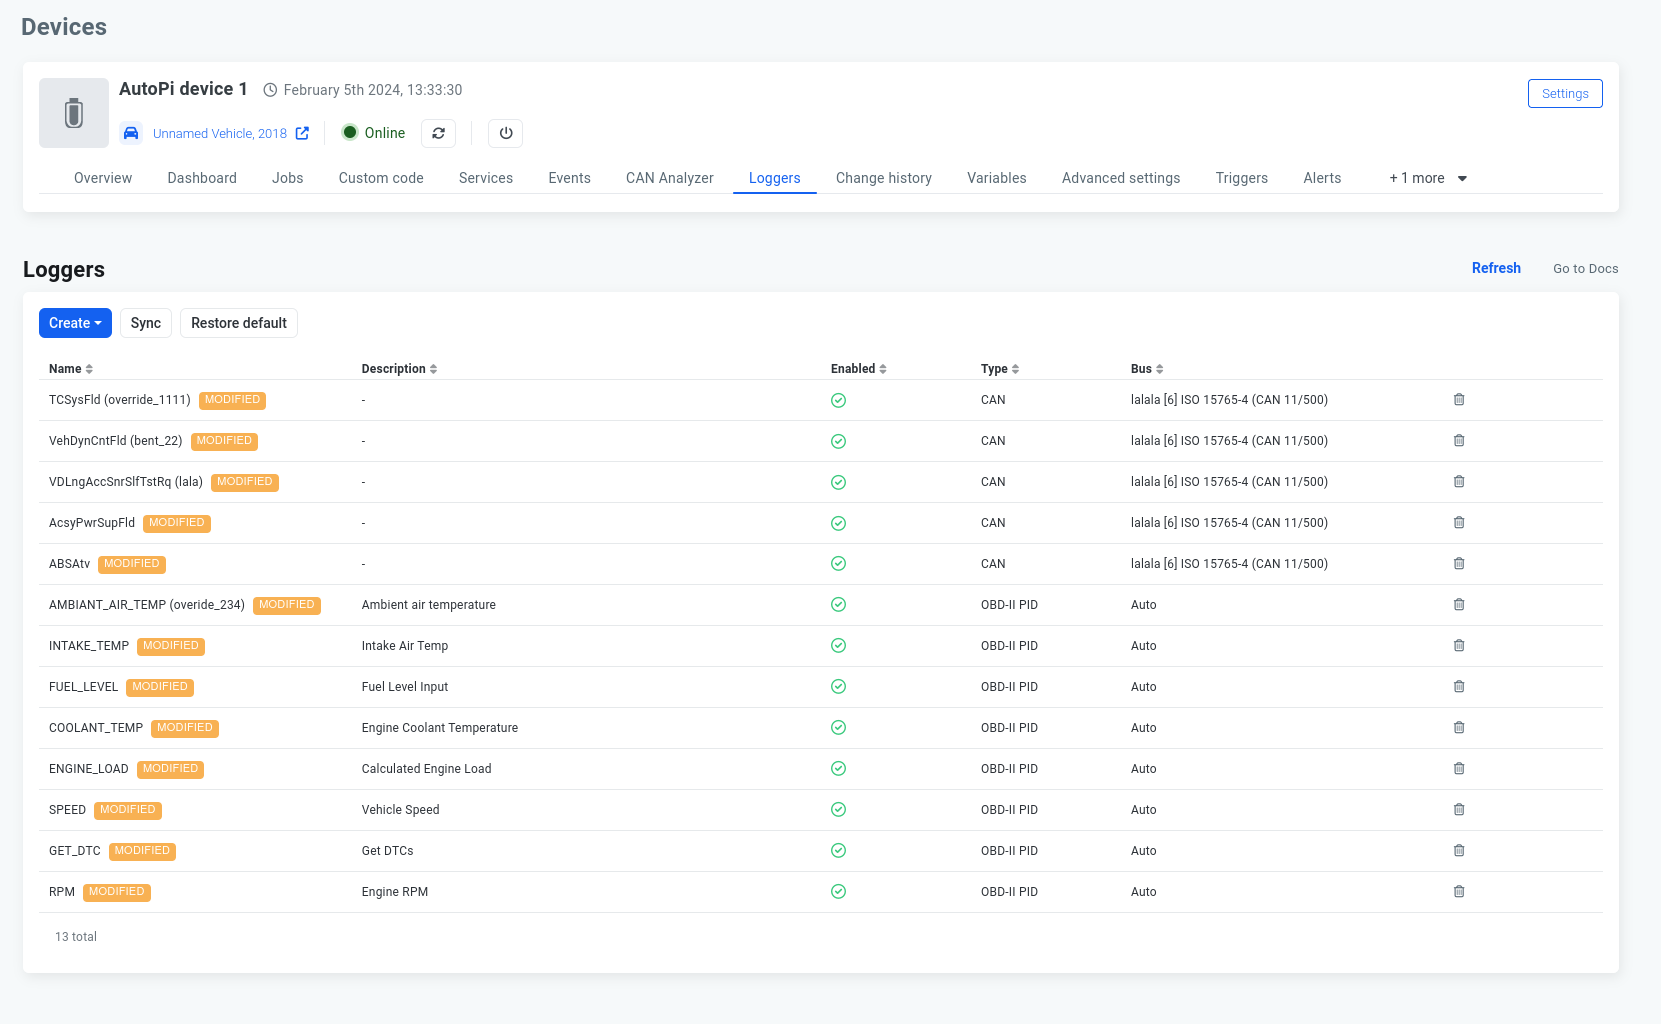 Devices
AutoPi device 1 February 5th 2024, 13:33:30
Settings
Unnamed Vehicle, 2018 Online
Overview Dashboard Jobs Custom code Services Events CAN Analyzer Loggers Change history Variables Advanced settings Triggers Alerts + 1 more
Loggers Refresh Go to Docs
Create Sync Restore default
Name Description Enabled Type Bus
TCSysFld (override_1111) MODIFIED - CAN lalala [6] ISO 15765-4 (CAN 11/500)
VehDynCntFld (bent_22) MODIFIED - CAN lalala [6] ISO 15765-4 (CAN 11/500)
VDLngAccSnrSlfTstRq (lala) MODIFIED - CAN lalala [6] ISO 15765-4 (CAN 11/500)
AcsyPwrSupFld MODIFIED - CAN lalala [6] ISO 15765-4 (CAN 11/500)
ABSAtv MODIFIED - CAN lalala [6] ISO 15765-4 (CAN 11/500)
AMBIANT_AIR_TEMP (overide_234) MODIFIED Ambient air temperature OBD-II PID Auto
INTAKE_TEMP MODIFIED Intake Air Temp OBD-II PID Auto
FUEL_LEVEL MODIFIED Fuel Level Input OBD-II PID Auto
COOLANT_TEMP MODIFIED Engine Coolant Temperature OBD-II PID Auto
ENGINE_LOAD MODIFIED Calculated Engine Load OBD-II PID Auto
SPEED MODIFIED Vehicle Speed OBD-II PID Auto
GET_DTC MODIFIED Get DTCs OBD-II PID Auto
RPM MODIFIED Engine RPM OBD-II PID Auto
13 total